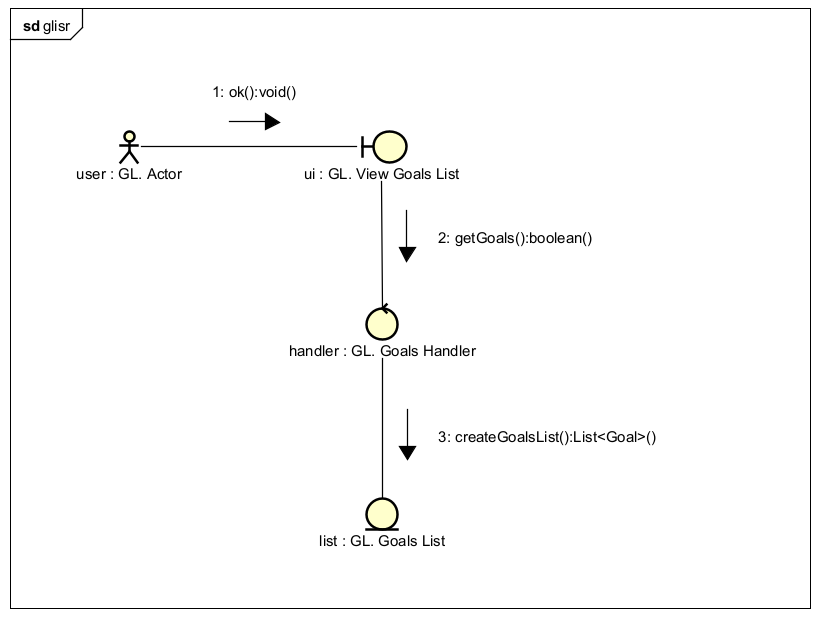 sd glisr
1: ok():void()
user : GL. Actor
ui : GL. View Goals List
2: getGoals():boolean()
handler : GL. Goals Handler
3: createGoalsList():List<Goal>()
list : GL. Goals List